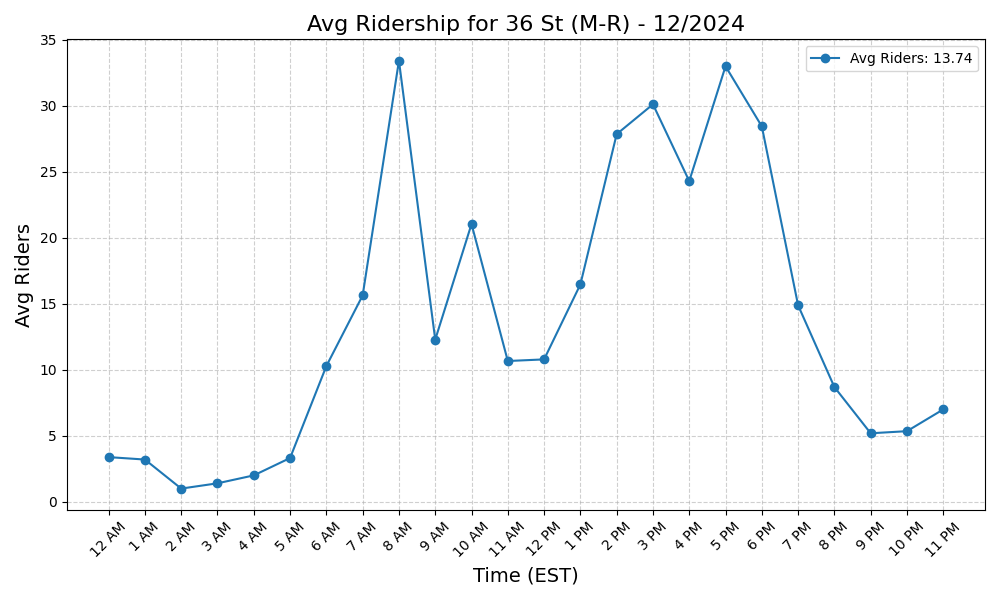 Avg Ridership for 36 St (M-R) - 12/2024
Avg Riders: 13.74
Avg Riders
35
30
25
20
15
10
5
0
12 AM
1 AM
2 AM
3 AM
4 AM
5 AM
6 AM
7 AM
8 AM
9 AM
10 AM
11 AM
12 PM
1 PM
2 PM
3 PM
4 PM
5 PM
6 PM
7 PM
8 PM
9 PM
10 PM
11 PM
Time (EST)